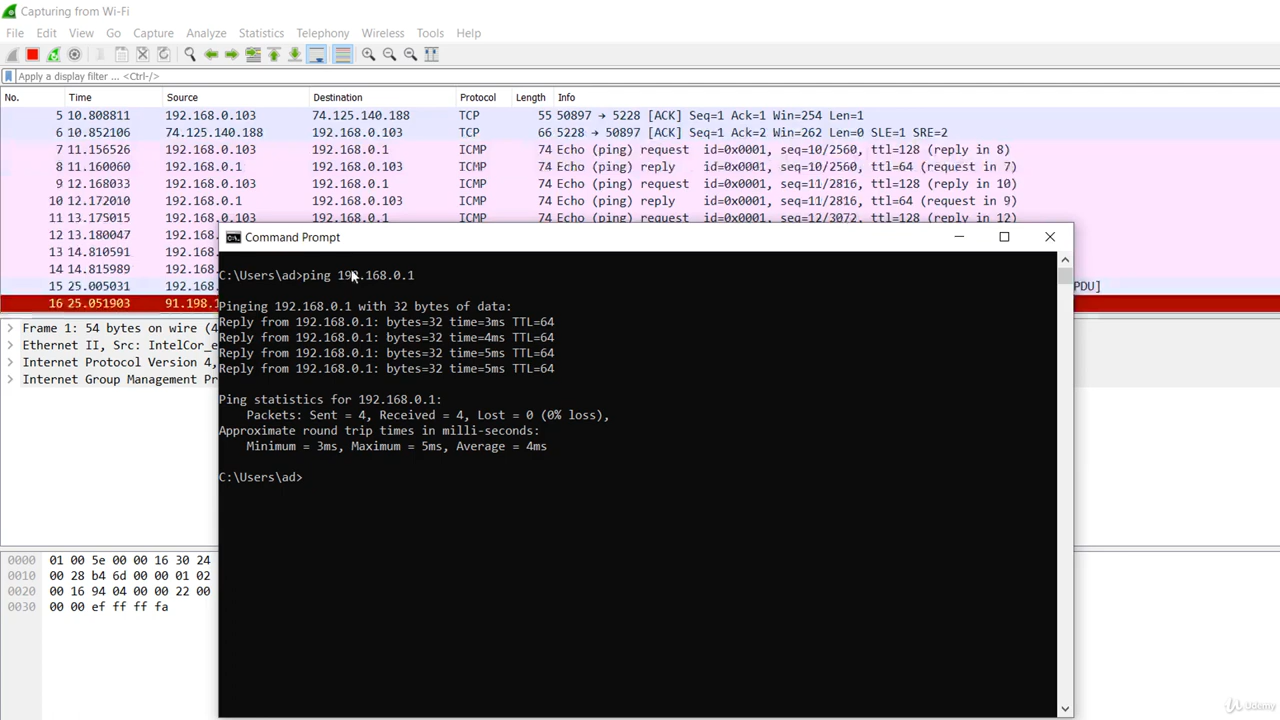 Capturing from Wi-Fi
File Edit View Go Capture Analyze Statistics Telephony Wireless Tools Help
Apply a display filter ... <Ctrl-/>
No. Time Source Destination Protocol Length Info
5 10.808811 192.168.0.103 74.125.140.188 TCP 55 50897 → 5228 [ACK] Seq=1 Ack=1 Win=254 Len=1
6 10.852106 74.125.140.188 192.168.0.103 TCP 66 5228 → 50897 [ACK] Seq=1 Ack=2 Win=262 Len=0 SLE=1 SRE=2
7 11.156526 192.168.0.103 192.168.0.1 ICMP 74 Echo (ping) request id=0x0001, seq=10/2560, ttl=128 (reply in 8)
8 11.160060 192.168.0.1 192.168.0.103 ICMP 74 Echo (ping) reply id=0x0001, seq=10/2560, ttl=64 (request in 7)
9 12.168033 192.168.0.103 192.168.0.1 ICMP 74 Echo (ping) request id=0x0001, seq=11/2816, ttl=128 (reply in 10)
10 12.172010 192.168.0.1 192.168.0.103 ICMP 74 Echo (ping) reply id=0x0001, seq=11/2816, ttl=64 (request in 9)
11 13.175015 192.168.0.103 192.168.0.1 ICMP 74 Echo (ping) request id=0x0001, seq=12/3072, ttl=128 (reply in 12)
12 13.180047 192.168
13 14.810591 192.168
14 14.815989 192.168
15 25.005031 192.168 PDU]
16 25.051903 91.198.1
Frame 1: 54 bytes on wire (4
Ethernet II, Src: IntelCor_e
Internet Protocol Version 4,
Internet Group Management Pr
0000 01 00 5e 00 00 16 30 24
0010 00 28 b4 6d 00 00 01 02
0020 00 16 94 04 00 00 22 00
0030 00 00 ef ff ff fa
Command Prompt
C:\Users\ad>ping 192.168.0.1
Pinging 192.168.0.1 with 32 bytes of data:
Reply from 192.168.0.1: bytes=32 time=3ms TTL=64
Reply from 192.168.0.1: bytes=32 time=4ms TTL=64
Reply from 192.168.0.1: bytes=32 time=5ms TTL=64
Reply from 192.168.0.1: bytes=32 time=5ms TTL=64
Ping statistics for 192.168.0.1:
Packets: Sent = 4, Received = 4, Lost = 0 (0% loss),
Approximate round trip times in milli-seconds:
Minimum = 3ms, Maximum = 5ms, Average = 4ms
C:\Users\ad>
Udemy